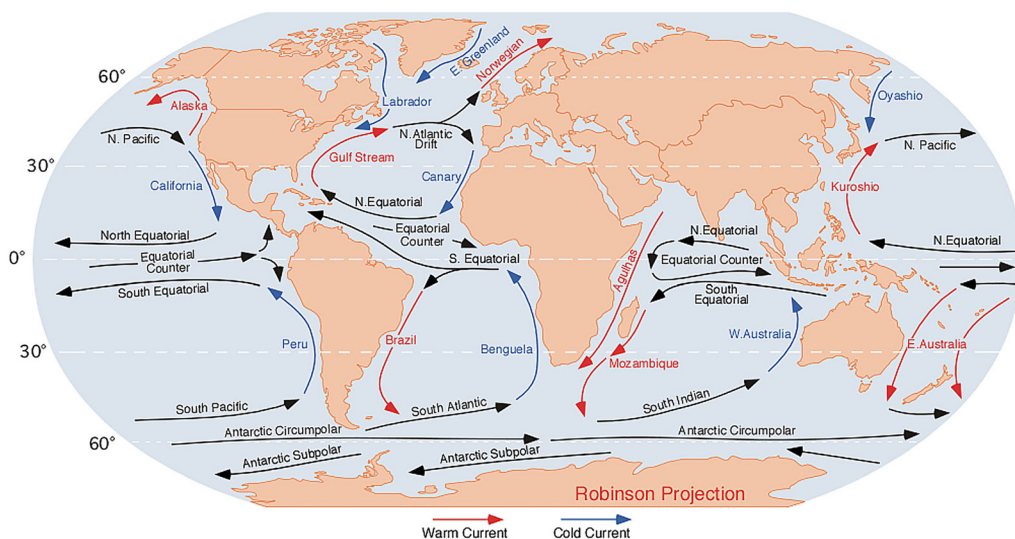 60°
E. Greenland
Norwegian
Oyashio
Alaska
Labrador
N. Pacific
N.Atlantic
Drift
N. Pacific
30°
Gulf Stream
California
Canary
Kuroshio
N.Equatorial
North Equatorial
Equatorial
Counter
N.Equatorial
N.Equatorial
0°
Equatorial
Counter
S. Equatorial
Equatorial Counter
Agulhas
South Equatorial
South
Equatorial
30°
Peru
Brazil
Benguela
Mozambique
W.Australia
E.Australia
South Pacific
South Atlantic
South Indian
60°
Antarctic Circumpolar
Antarctic Circumpolar
Antarctic Subpolar
Antarctic Subpolar
Robinson Projection
Warm Current
Cold Current